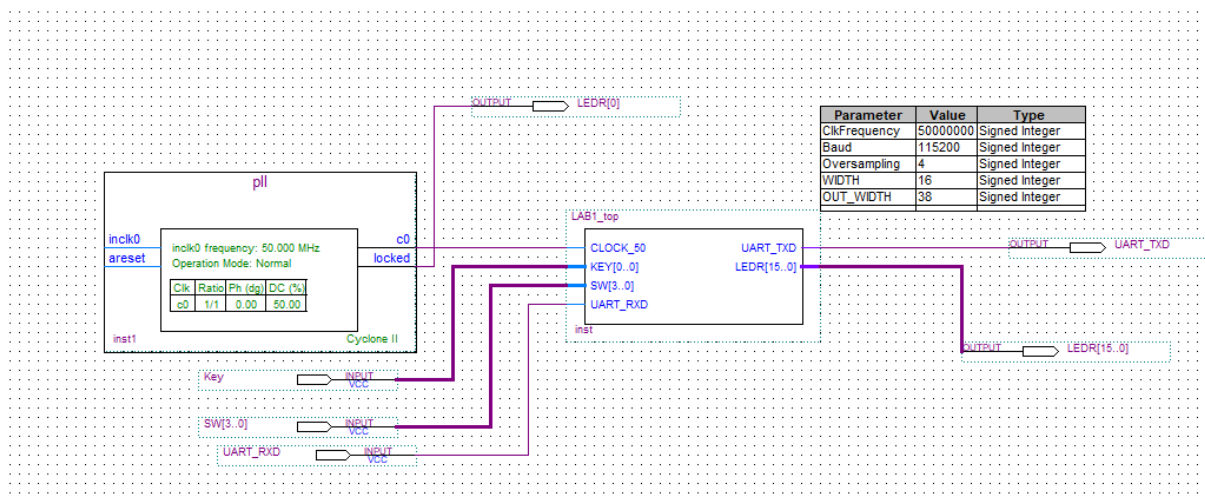 OUTPUT LEDR[0]
Parameter Value Type
ClkFrequency 50000000 Signed Integer
Baud 115200 Signed Integer
Oversampling 4 Signed Integer
WIDTH 16 Signed Integer
OUT_WIDTH 38 Signed Integer
pll
inclk0 c0
areset locked
inclk0 frequency: 50.000 MHz
Operation Mode: Normal
Clk Ratio Ph (dg) DC (%)
c0 1/1 0.00 50.00
inst1 Cyclone II
LAB1_top
CLOCK_50 UART_TXD
KEY[0..0] LEDR[15..0]
SW[3..0]
UART_RXD
inst
OUTPUT UART_TXD
OUTPUT LEDR[15..0]
Key INPUT
VCC
SW[3..0] INPUT
VCC
UART_RXD INPUT
VCC